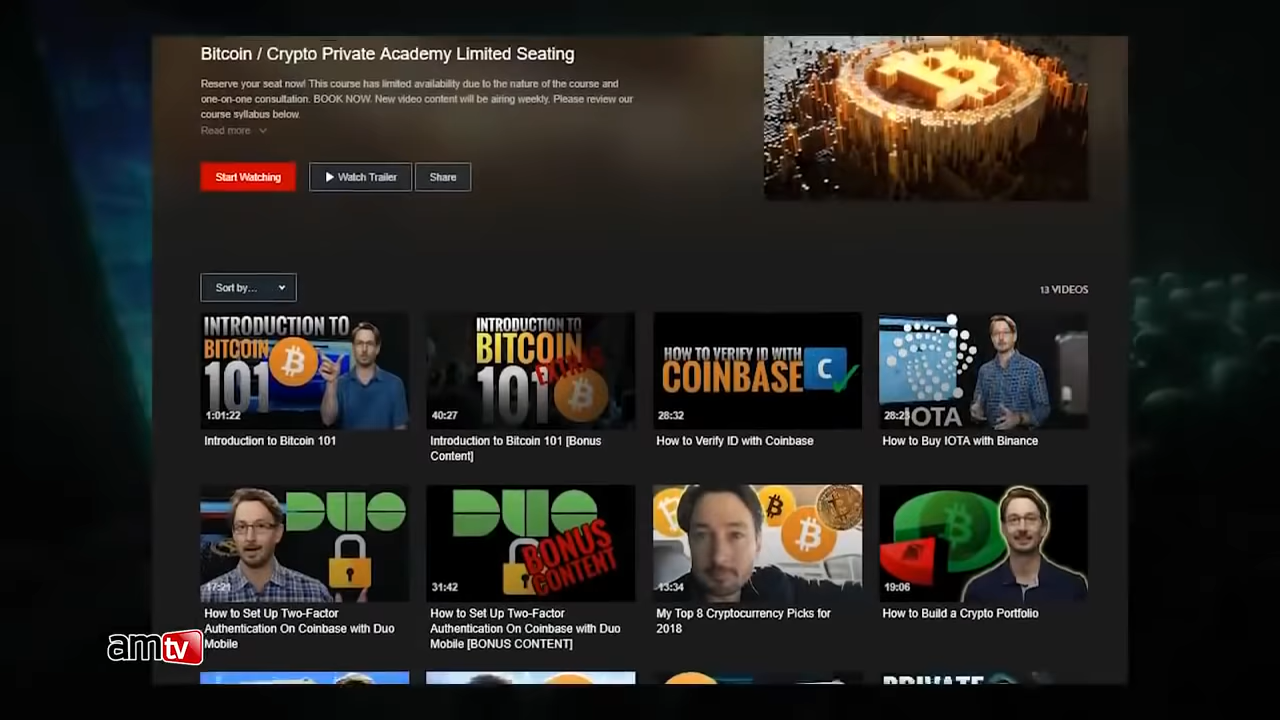 Bitcoin / Crypto Private Academy Limited Seating
Reserve your seat now! This course has limited availability due to the nature of the course and
one-on-one consultation. BOOK NOW. New video content will be airing weekly. Please review our
course syllabus below.
Read more
Start Watching
Watch Trailer
Share
Sort by...
13 VIDEOS
INTRODUCTION TO
BITCOIN
101
1:01:22
INTRODUCTION TO
BITCOIN
EXTRAS
101
40:27
HOW TO VERIFY ID WITH
COINBASE
C
28:32
IOTA
28:23
Introduction to Bitcoin 101
Introduction to Bitcoin 101 [Bonus
Content]
How to Verify ID with Coinbase
How to Buy IOTA with Binance
DUO
17:21
DUO
BONUS
CONTENT
31:42
13:34
19:06
How to Set Up Two-Factor
Authentication On Coinbase with Duo
Mobile
How to Set Up Two-Factor
Authentication On Coinbase with Duo
Mobile [BONUS CONTENT]
My Top 8 Cryptocurrency Picks for
2018
How to Build a Crypto Portfolio
PRIVATE
amtv